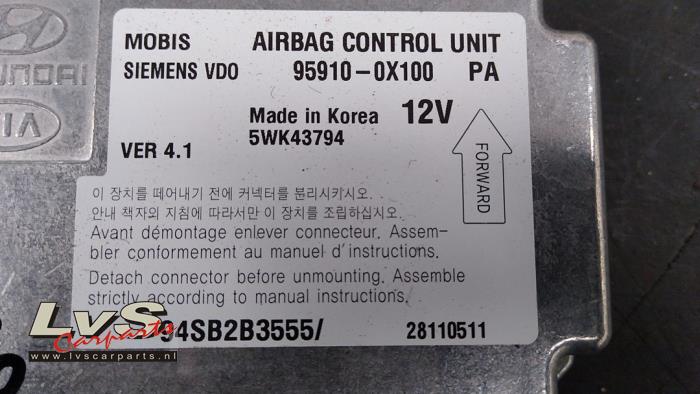 HYUNDAI
KIA
MOBIS AIRBAG CONTROL UNIT
SIEMENS VDO 95910-0X100 PA
Made in Korea 12V
5WK43794
VER 4.1
FORWARD
이 장치를 떼어내기 전에 커넥터를 분리시키시오.
안내 책자의 지침에 따라서만 이 장치를 조립하십시오.
Avant démontage enlever connecteur. Assem-
bler conformement au manuel d'instructions.
Detach connector before unmounting. Assemble
strictly according to manual instructions.
94SB2B3555/ 28110511
LVS
Carparts
www.lvscarparts.nl